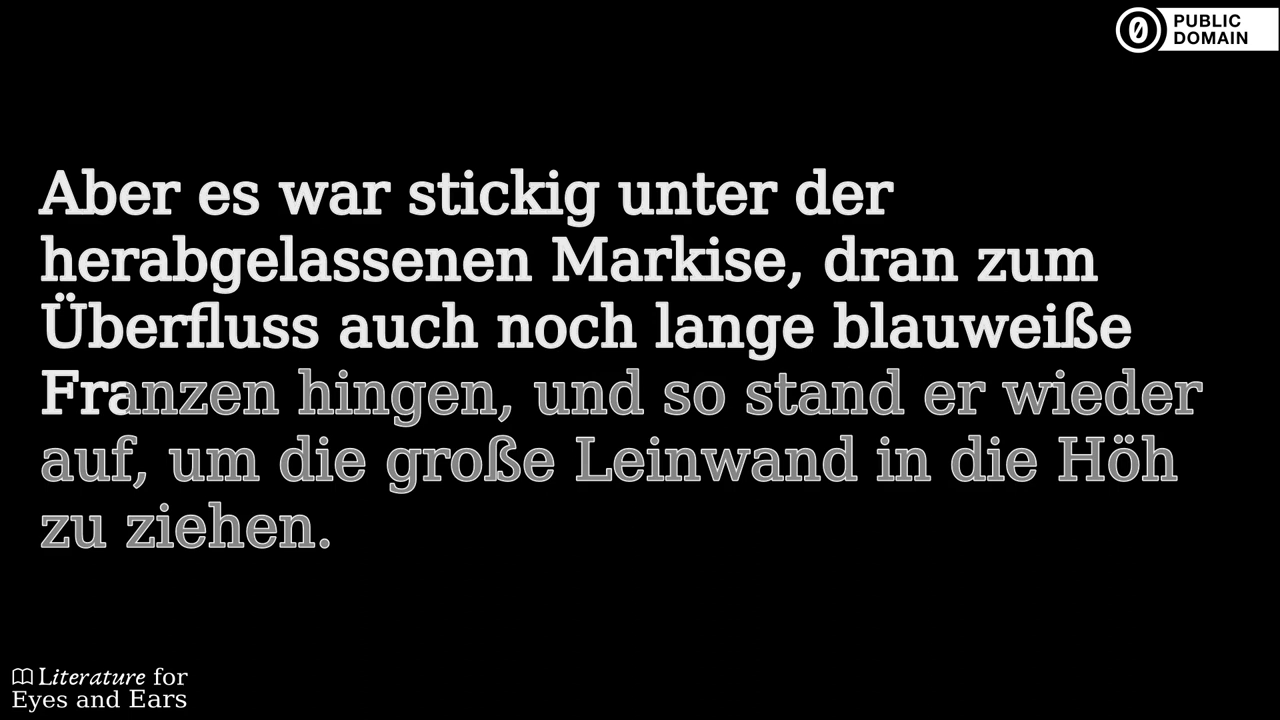 PUBLIC
DOMAIN
Aber es war stickig unter der
herabgelassenen Markise, dran zum
Überfluss auch noch lange blauweiße
Franzen hingen, und so stand er wieder
auf, um die große Leinwand in die Höh
zu ziehen.
Literature for
Eyes and Ears